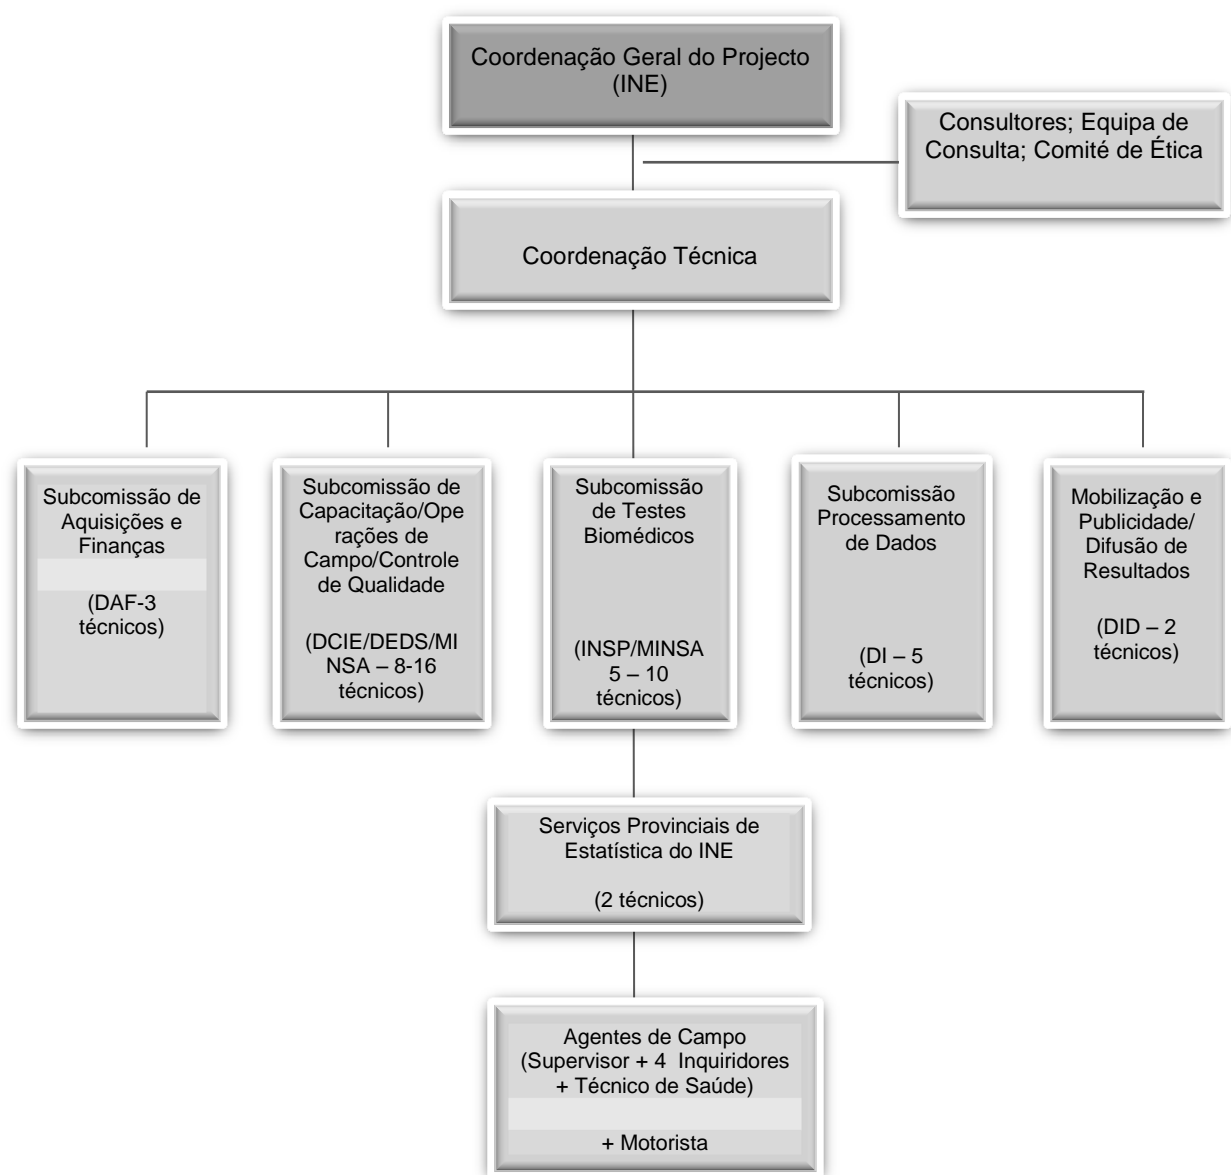 Coordenação Geral do Projecto
(INE)
Consultores; Equipa de
Consulta; Comité de Ética
Coordenação Técnica
Subcomissão de
Aquisições e
Finanças
(DAF-3
técnicos)
Subcomissão de
Capacitação/Ope
rações de
Campo/Controle
de Qualidade
(DCIE/DEDS/MI
NSA – 8-16
técnicos)
Subcomissão
de Testes
Biomédicos
(INSP/MINSA
5 – 10
técnicos)
Subcomissão
Processamento
de Dados
(DI – 5
técnicos)
Mobilização e
Publicidade/
Difusão de
Resultados
(DID – 2
técnicos)
Serviços Provinciais de
Estatística do INE
(2 técnicos)
Agentes de Campo
(Supervisor + 4 Inquiridores
+ Técnico de Saúde)
+ Motorista